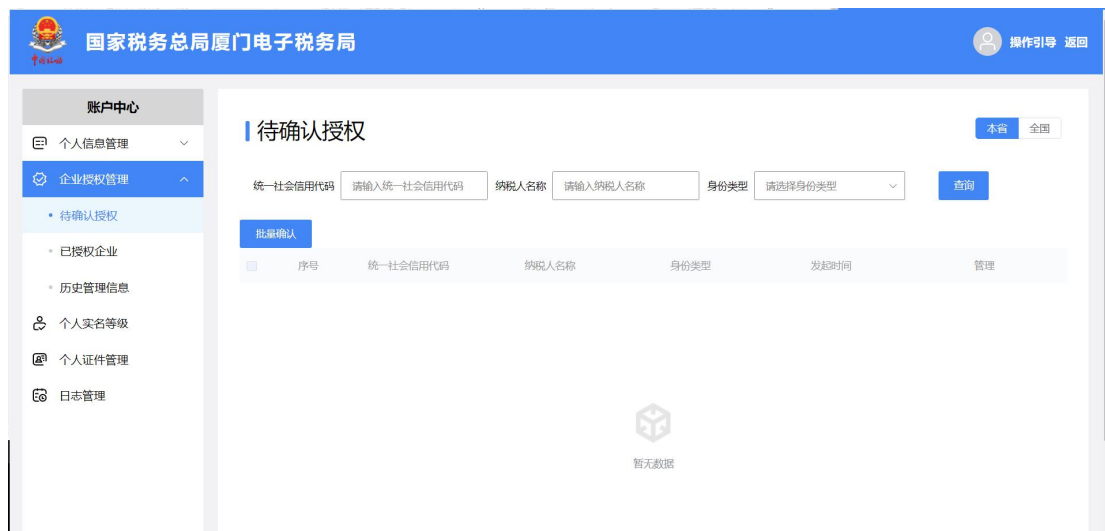 国家税务总局厦门电子税务局
操作引导 返回
中国税务
账户中心
个人信息管理
企业授权管理
待确认授权
已授权企业
历史管理信息
个人实名等级
个人证件管理
日志管理
待确认授权
本省 全国
统一社会信用代码 请输入统一社会信用代码 纳税人名称 请输入纳税人名称 身份类型 请选择身份类型 查询
批量确认
序号 统一社会信用代码 纳税人名称 身份类型 发起时间 管理
暂无数据